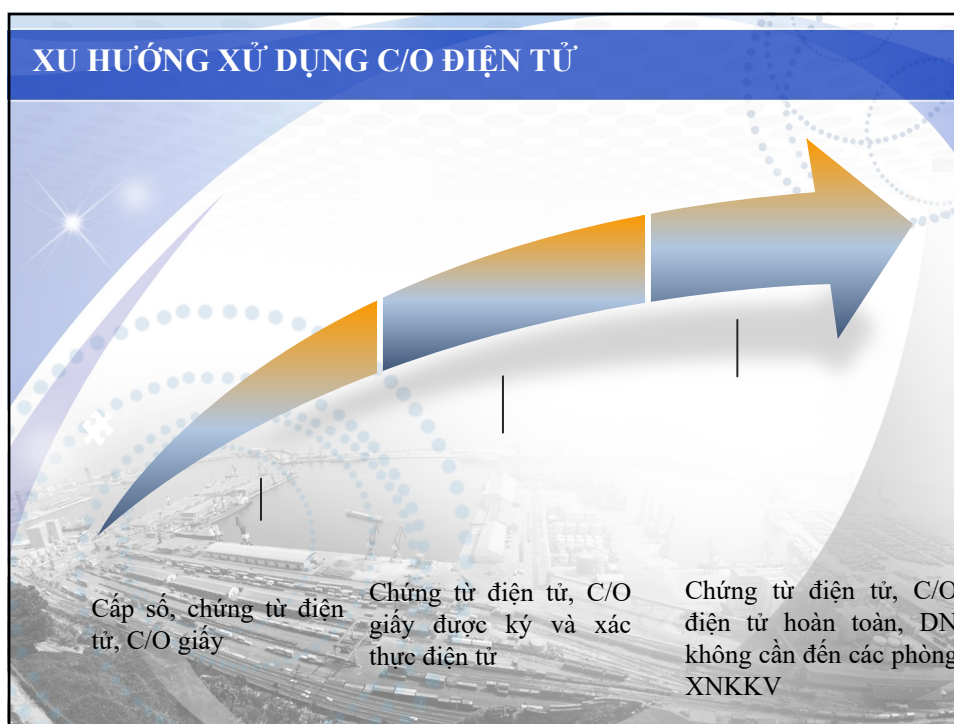 XU HƯỚNG XỬ DỤNG C/O ĐIỆN TỬ
Cấp số, chứng từ điện
tử, C/O giấy
Chứng từ điện tử, C/O
giấy được ký và xác
thực điện tử
Chứng từ điện tử, C/O
điện tử hoàn toàn, DN
không cần đến các phòng
XNKKV